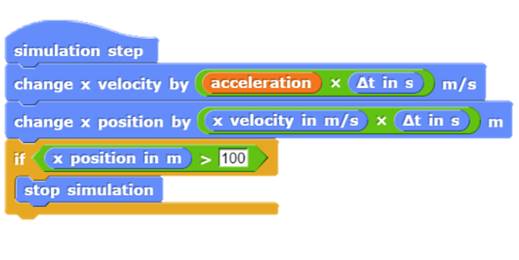 simulation step
change x velocity by acceleration × Δt in s m/s
change x position by x velocity in m/s × Δt in s m
if x position in m > 100
stop simulation